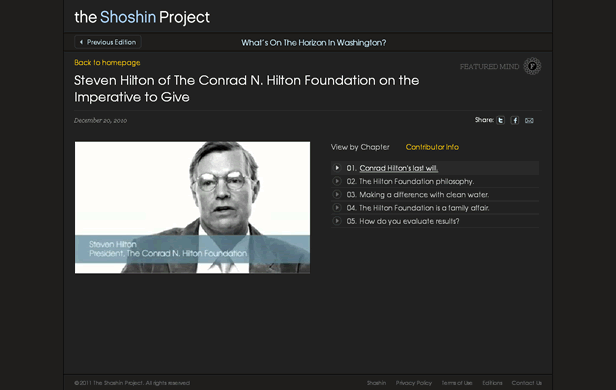 the Shoshin Project
Previous Edition
What's On The Horizon In Washington?
Back to homepage
FEATURED MIND
Steven Hilton of The Conrad N. Hilton Foundation on the
Imperative to Give
December 20, 2010
Share:
View by Chapter Contributor info
01. Conrad Hilton's last will.
02. The Hilton Foundation philosophy.
03. Making a difference with clean water.
04. The Hilton Foundation is a family affair.
05. How do you evaluate results?
Steven Hilton
President, The Conrad N. Hilton Foundation
©2011 The Shoshin Project. All rights reserved
Shoshin Privacy Policy Terms of Use Editions Contact Us